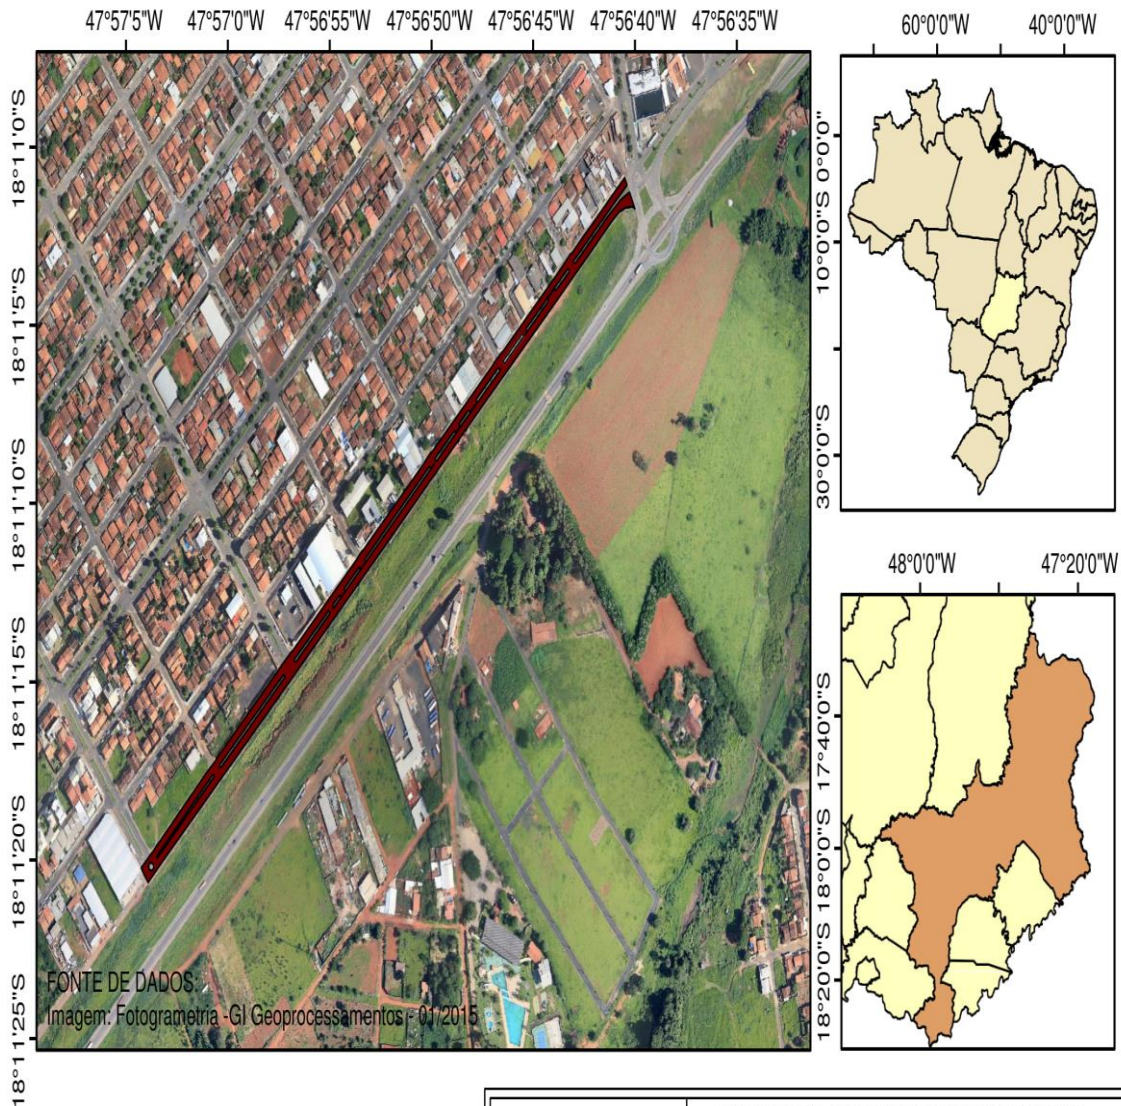 47°57'5"W 47°57'0"W 47°56'55"W 47°56'50"W 47°56'45"W 47°56'40"W 47°56'35"W
18°11'0"S
18°11'5"S
18°11'10"S
18°11'15"S
18°11'20"S
18°11'25"S
FONTE DE DADOS:
Imagem: Fotogrametria -GI Geoprocessamentos - 01/2015
60°0'0"W 40°0'0"W
0°0'0"
10°0'0"S
30°0'0"S
48°0'0"W 47°20'0"W
17°40'0"S
18°0'0"S
18°20'0"S